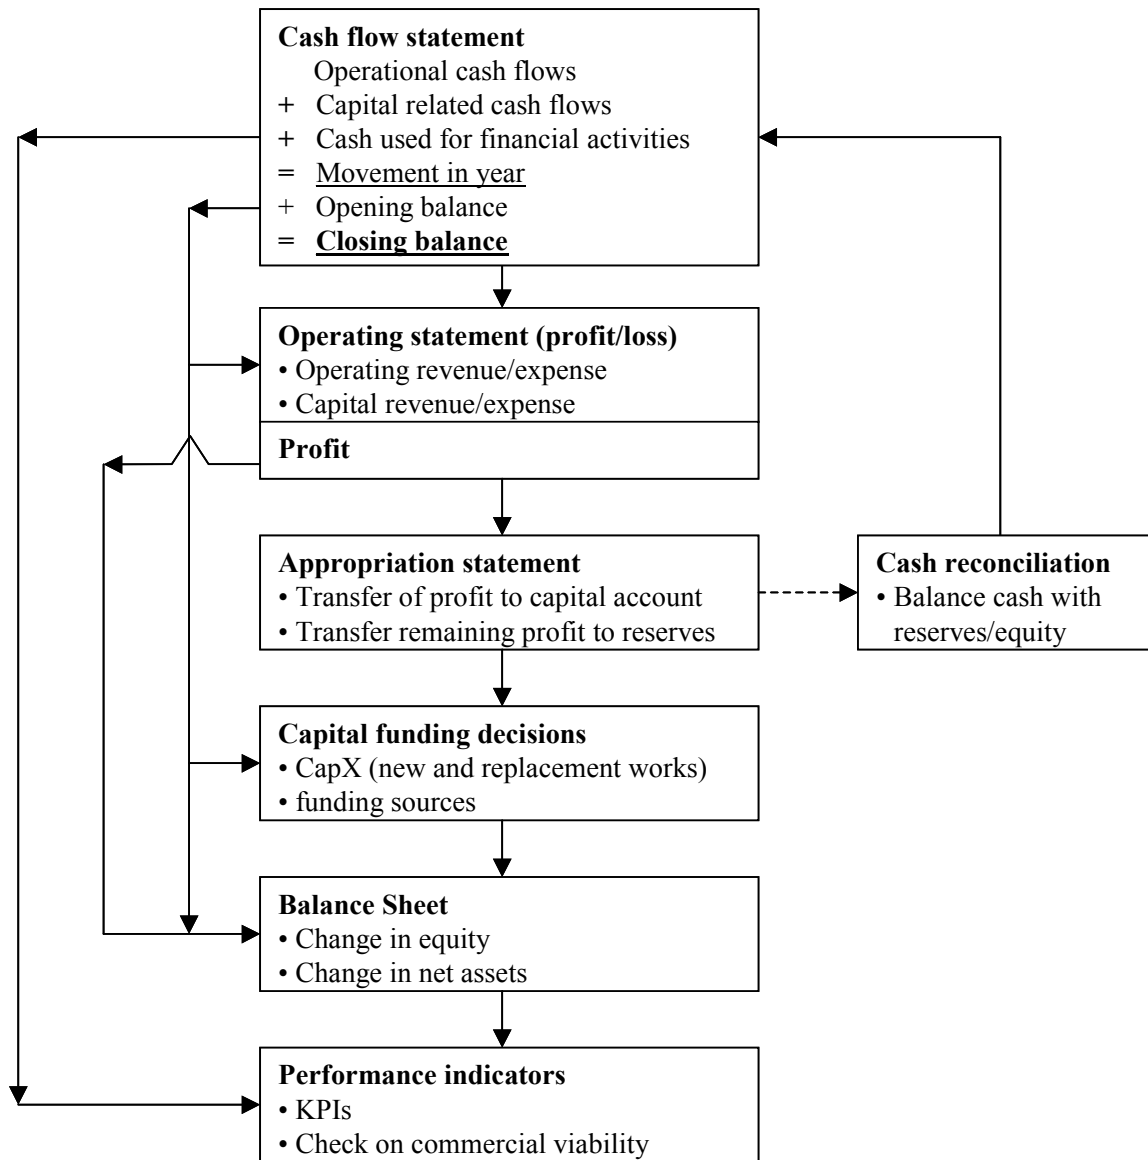 Cash flow statement
Operational cash flows
+ Capital related cash flows
+ Cash used for financial activities
= Movement in year
+ Opening balance
= Closing balance
Operating statement (profit/loss)
• Operating revenue/expense
• Capital revenue/expense
Profit
Appropriation statement
• Transfer of profit to capital account
• Transfer remaining profit to reserves
Cash reconciliation
• Balance cash with
reserves/equity
Capital funding decisions
• CapX (new and replacement works)
• funding sources
Balance Sheet
• Change in equity
• Change in net assets
Performance indicators
• KPIs
• Check on commercial viability